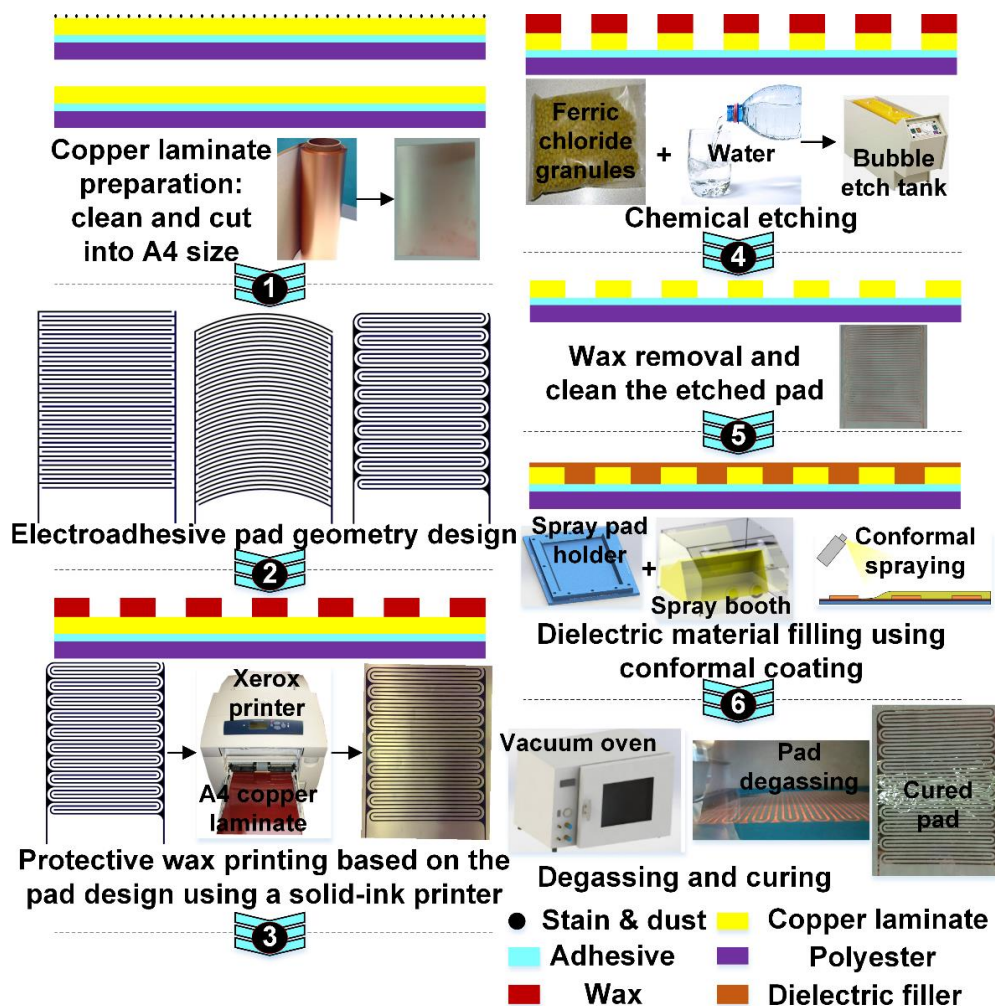 Copper laminate
preparation:
clean and cut
into A4 size
1
Electroadhesive pad geometry design
2
Xerox
printer
A4 copper
laminate
Protective wax printing based on the
pad design using a solid-ink printer
3
Ferric
chloride
granules
+
Water
Bubble
etch tank
Chemical etching
4
Wax removal and
clean the etched pad
5
Spray pad
holder
+
Spray booth
Conformal
spraying
Dielectric material filling using
conformal coating
6
Vacuum oven
Pad
degassing
Cured
pad
Degassing and curing
Stain & dust
Copper laminate
Adhesive
Polyester
Wax
Dielectric filler